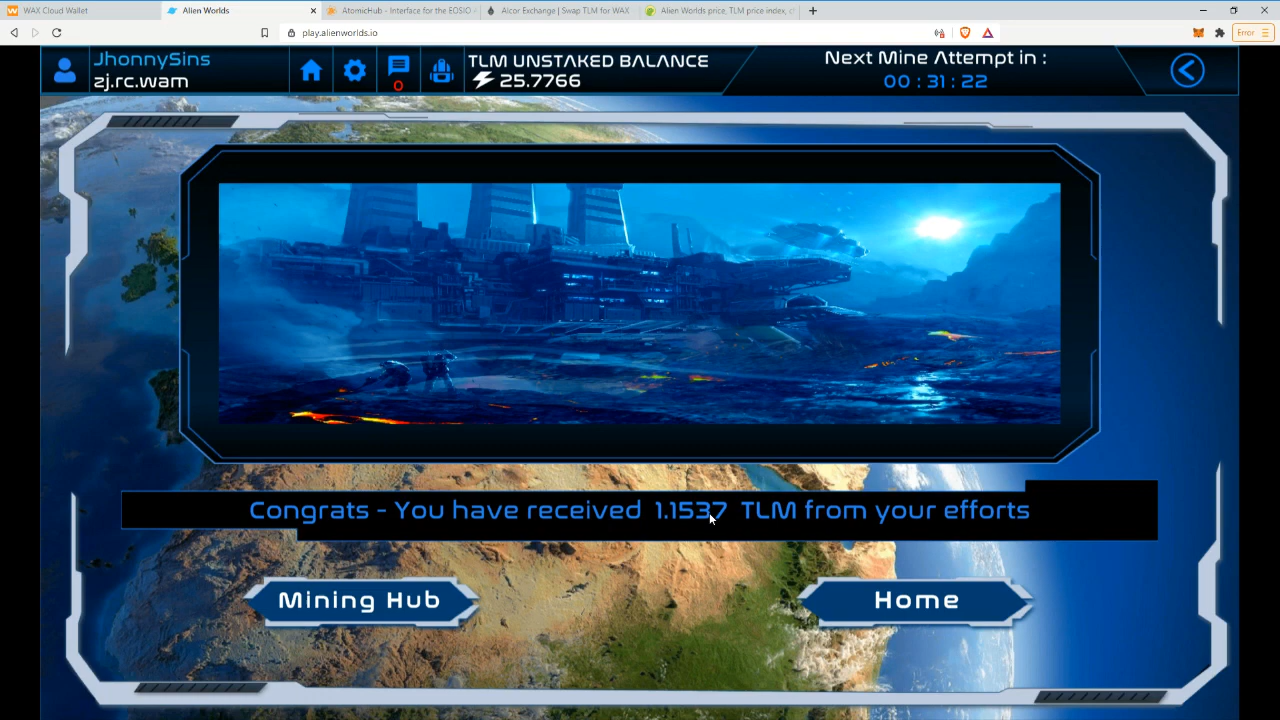 WAX Cloud Wallet
Alien Worlds
AtomicHub - Interface for the EOSIO
Alcor Exchange | Swap TLM for WAX
Alien Worlds price, TLM price index,
play.alienworlds.io
Error
JhonnySins
zj.rc.wam
0
TLM UNSTAKED BALANCE
25.7766
Next Mine Attempt in :
00 : 31 : 22
Congrats - You have received 1.1537 TLM from your efforts
Mining Hub
Home